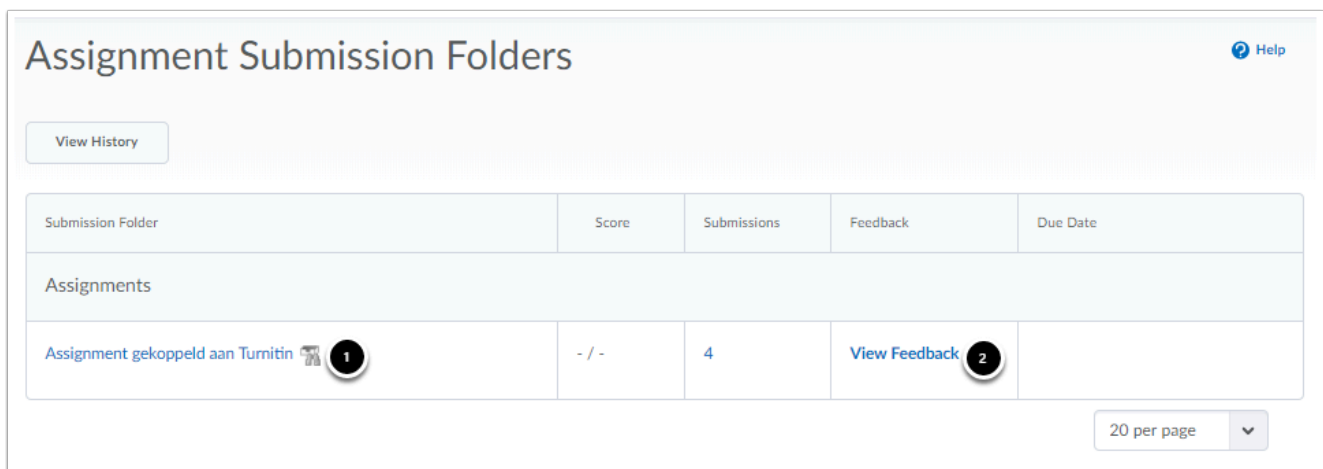 Assignment Submission Folders
Help
View History
Submission Folder Score Submissions Feedback Due Date
Assignments
Assignment gekoppeld aan Turnitin 1 - / - 4 View Feedback 2
20 per page